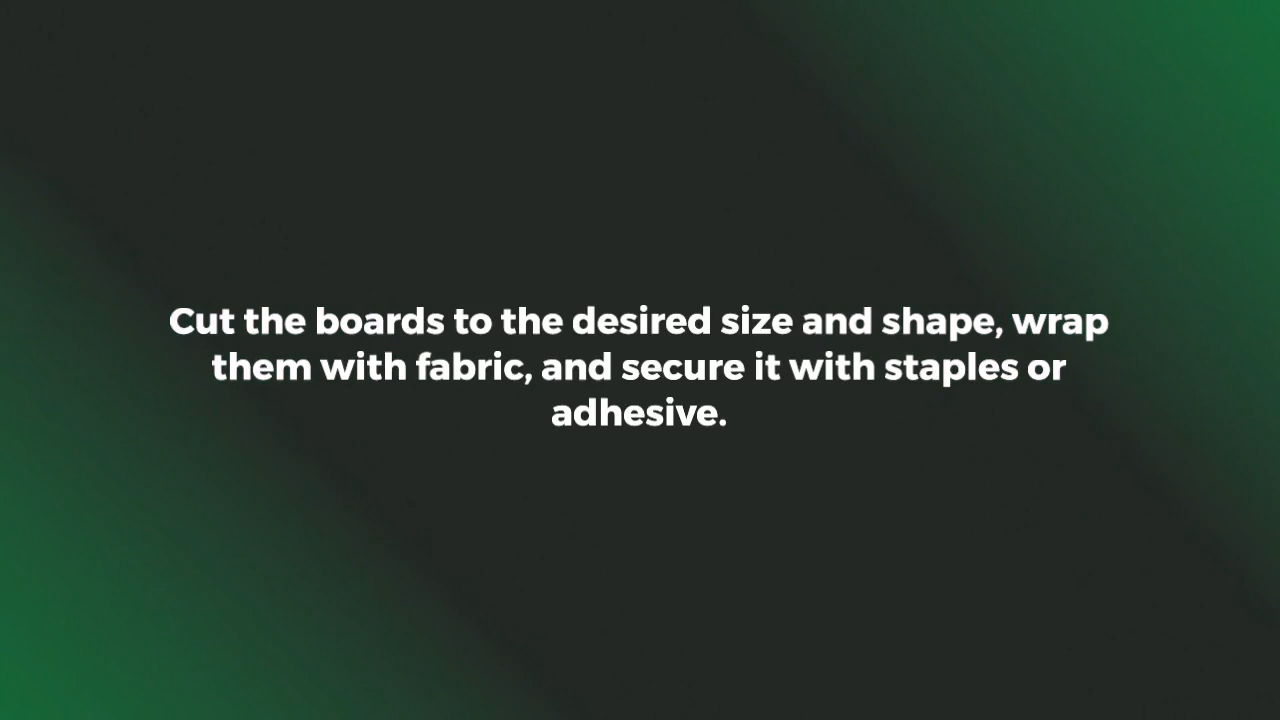 Cut the boards to the desired size and shape, wrap
them with fabric, and secure it with staples or
adhesive.